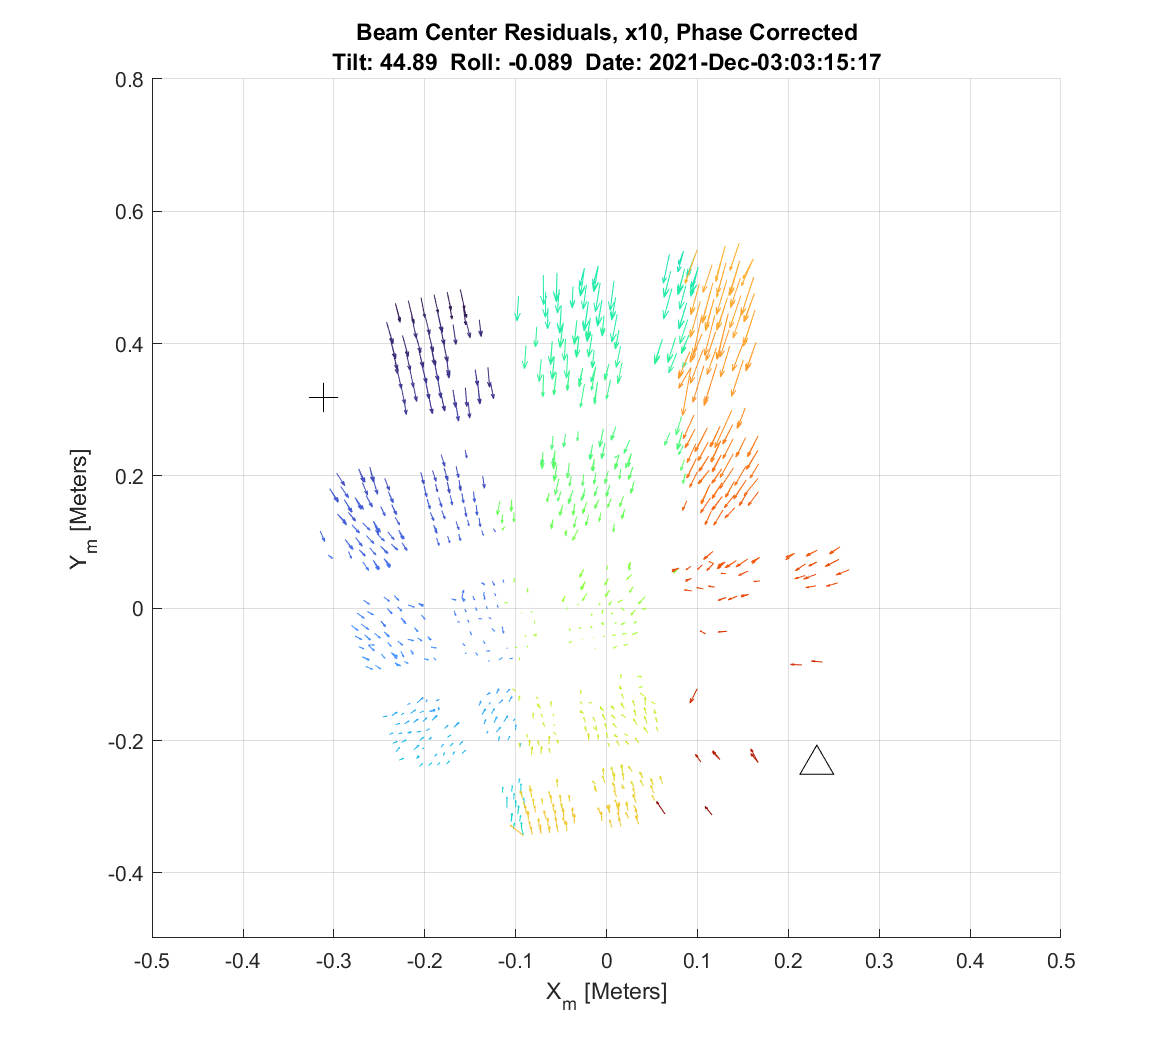 Beam Center Residuals, x10, Phase Corrected
Tilt: 44.89 Roll: -0.089 Date: 2021-Dec-03:03:15:17
0.8
0.6
0.4
0.2
0
-0.2
-0.4
Y_m [Meters]
-0.5 -0.4 -0.3 -0.2 -0.1 0 0.1 0.2 0.3 0.4 0.5
X_m [Meters]